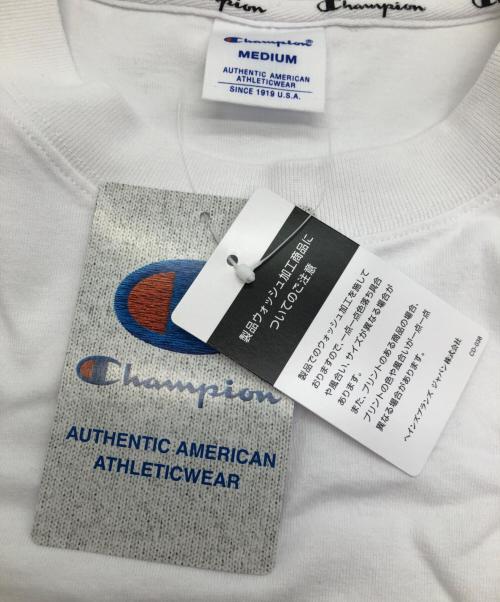 Champion
Champion
MEDIUM
AUTHENTIC AMERICAN
ATHLETICWEAR
SINCE 1919 U.S.A.
Champion
AUTHENTIC AMERICAN
ATHLETICWEAR
製品ウォッシュ加工商品に
ついてのご注意
製品でのウォッシュ加工を施して
おりますので、一点一点色落ち具合
や風合い、サイズが異なる場合が
あります。
また、プリントのある商品の場合、
プリントの色や風合いが一点一点
異なる場合があります。
ヘインズブランズ ジャパン株式会社
CD-038